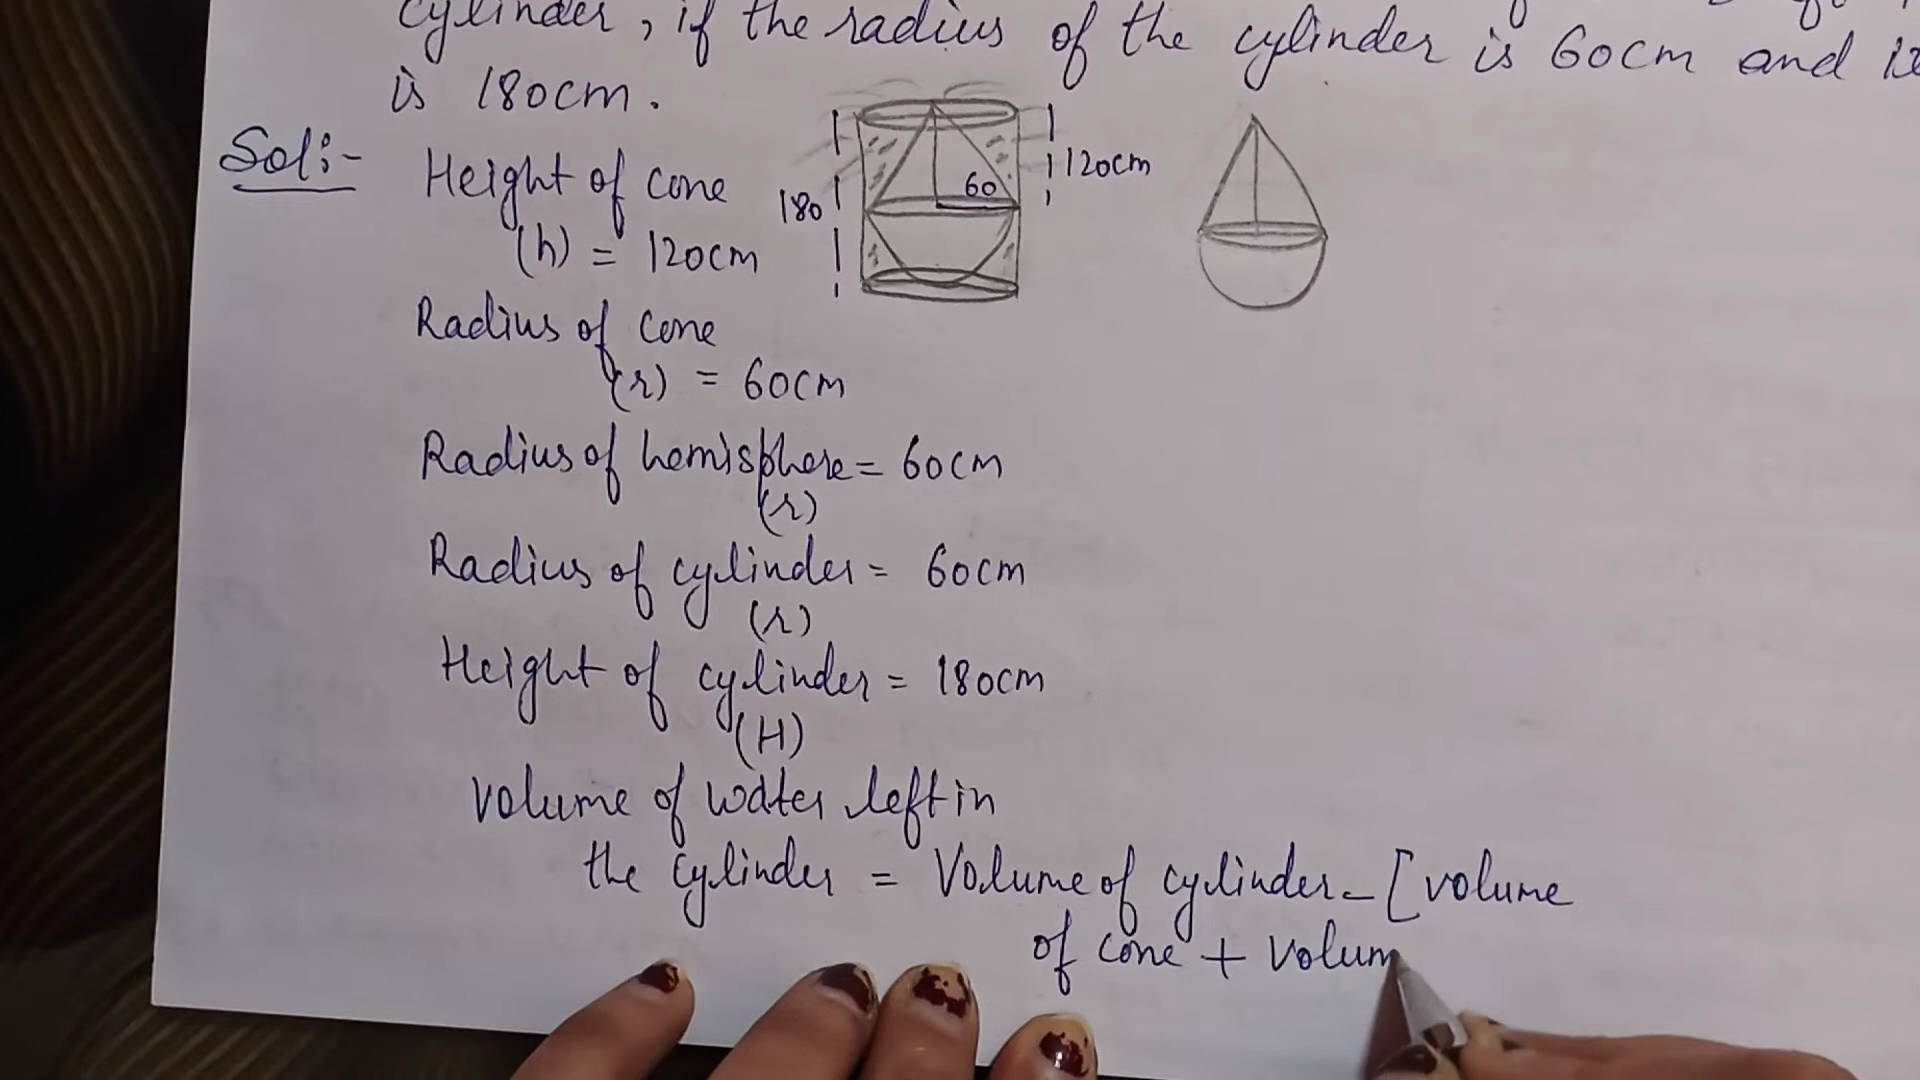 cylinder, if the radius of the cylinder is 60cm and
is 180cm.
Sol:-
Height of cone
(h) = 120cm
180
60
120cm
Radius of cone
(r) = 60cm
Radius of hemisphere = 60cm
(r)
Radius of cylinder = 60cm
(r)
Height of cylinder = 180cm
(H)
Volume of water left in
the cylinder = Volume of cylinder - [volume
of cone + Volum